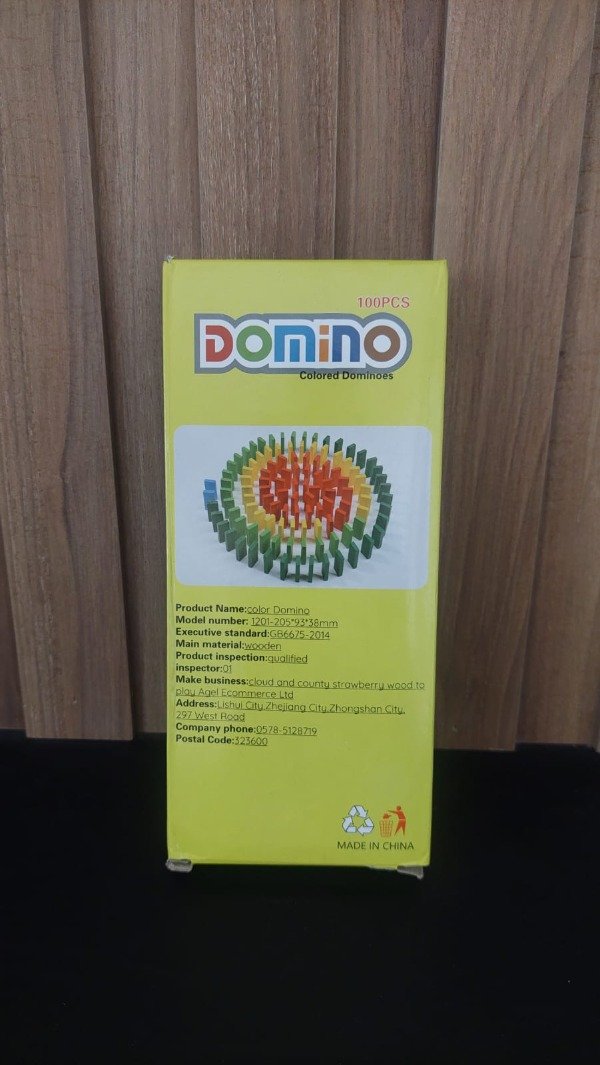 100PCS
DOMiNO
Colored Dominoes
Product Name:color Domino
Model number: 1201-205*93*38mm
Executive standard:GB6675-2014
Main material:wooden
Product inspection:qualified
inspector:01
Make business:cloud and county strawberry wood to
play Agel Ecommerce Ltd
Address:Lishui City,Zhejiang City,Zhongshan City,
297 West Road
Company phone:0578-5128719
Postal Code:323600
MADE IN CHINA